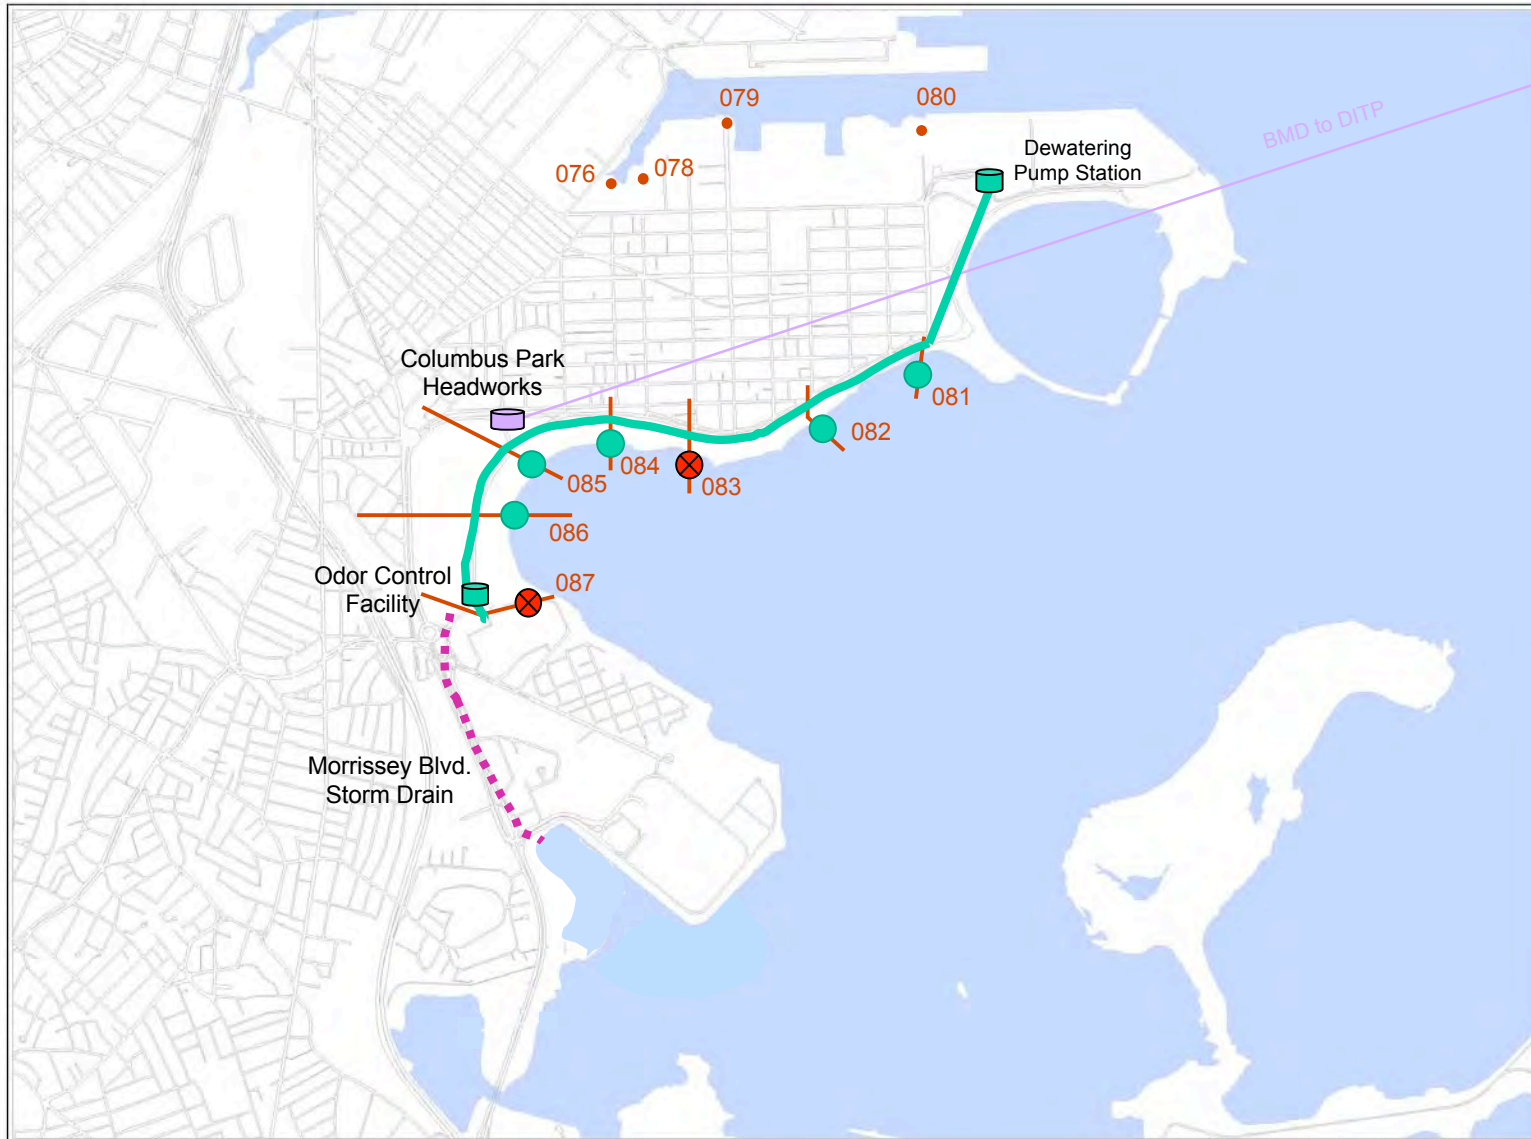 079
080
BMD to DITP
Dewatering
Pump Station
076
078
Columbus Park
Headworks
081
082
084
083
085
086
Odor Control
Facility
087
Morrissey Blvd.
Storm Drain